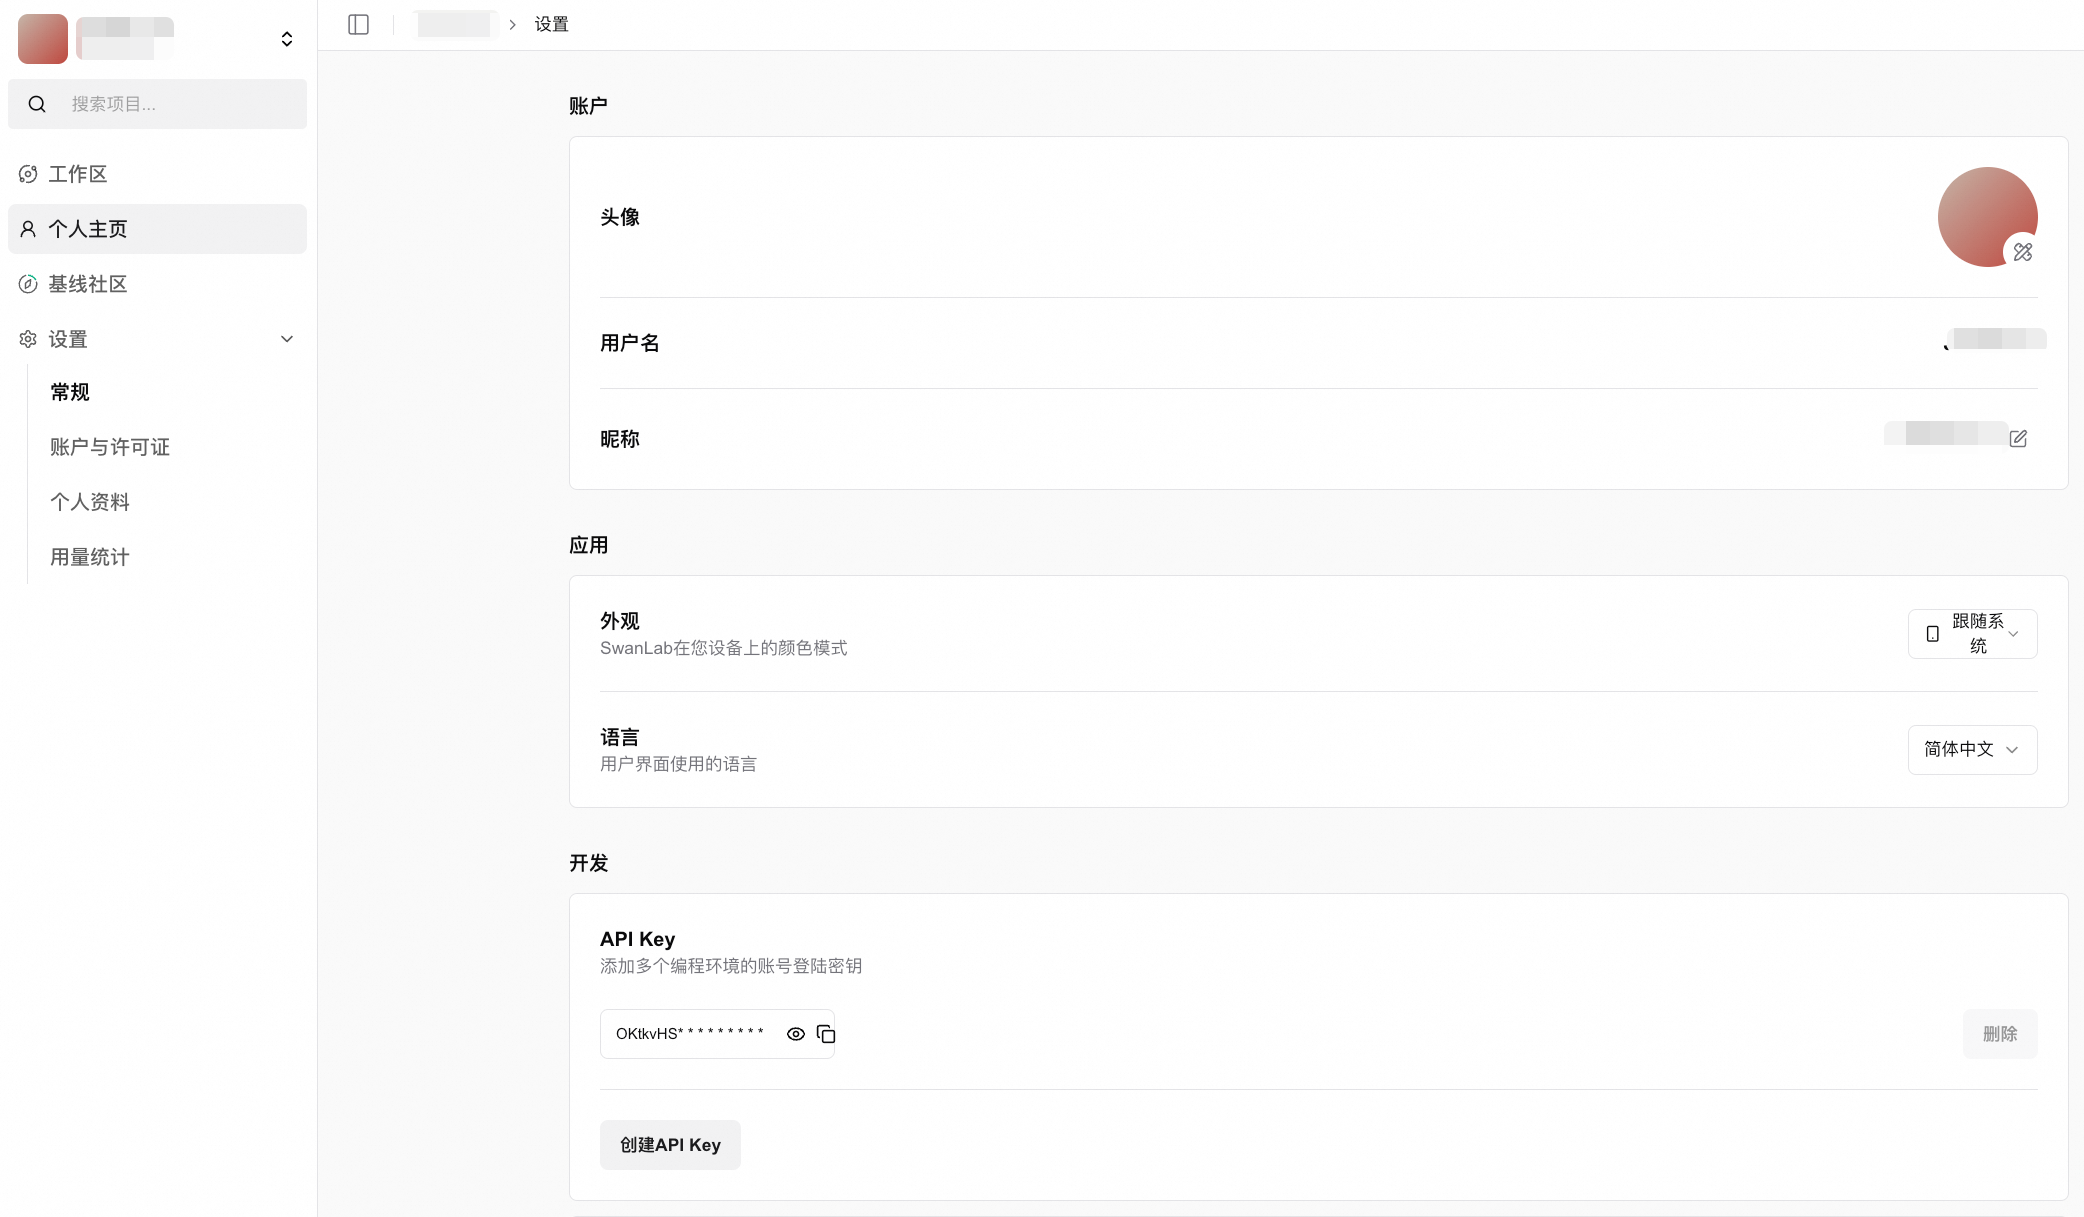 搜索项目...
工作区
个人主页
基线社区
设置
常规
账户与许可证
个人资料
用量统计
设置
账户
头像
用户名
昵称
应用
外观
SwanLab在您设备上的颜色模式
跟随系
统
语言
用户界面使用的语言
简体中文
开发
API Key
添加多个编程环境的账号登陆密钥
OKtkvHS*********
删除
创建API Key